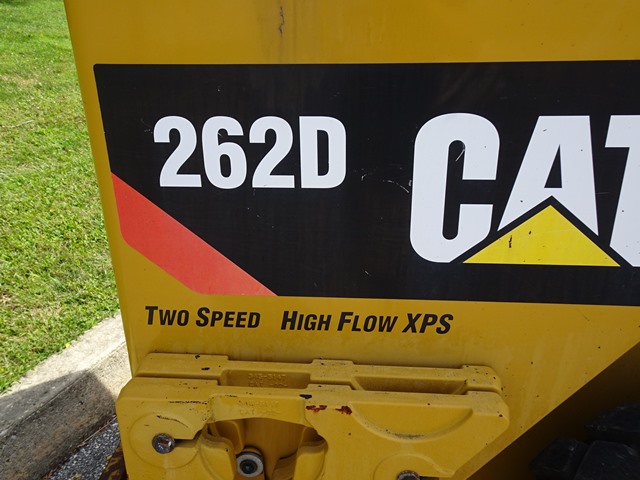 262D CAT
TWO SPEED HIGH FLOW XPS